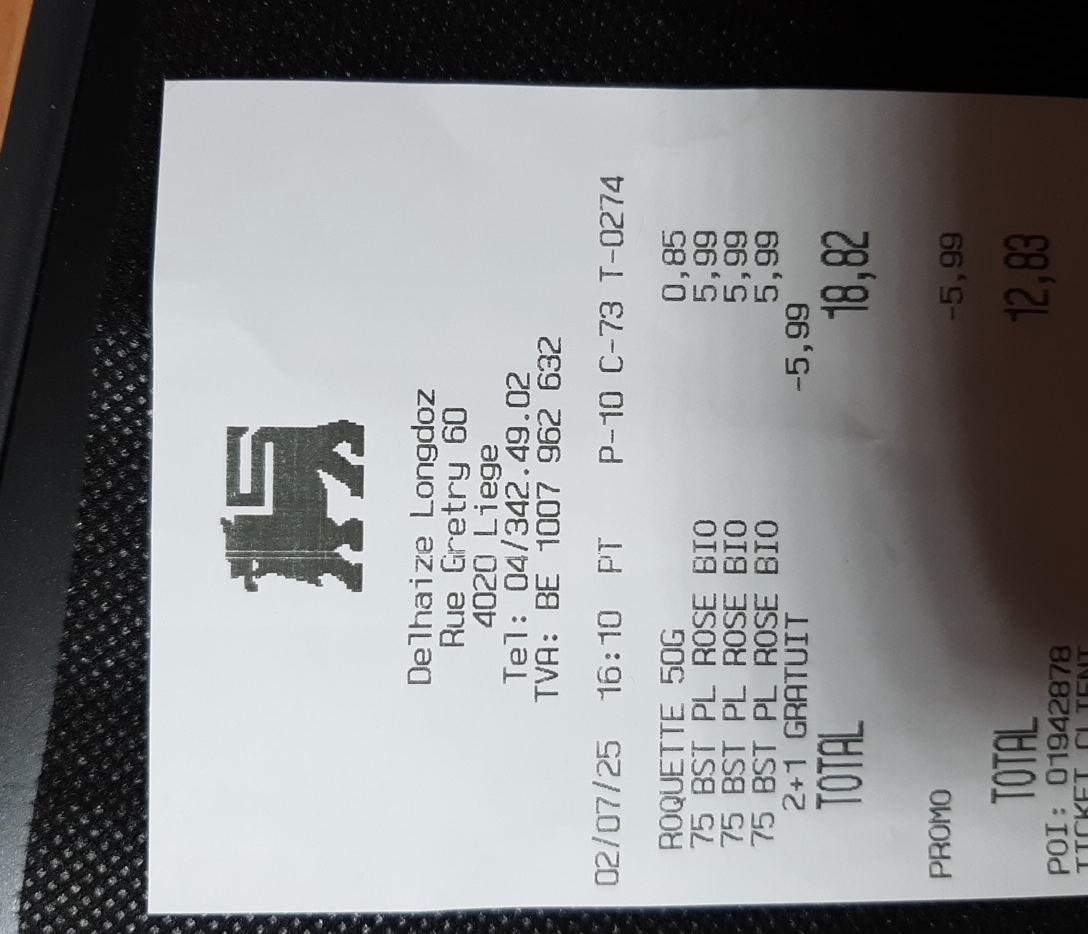 Delhaize Longdoz
Rue Gretry 60
4020 Liege
Tel: 04/342.49.02
TVA: BE 1007 962 632
02/07/25 16:10 PT P-10 C-73 T-0274
ROQUETTE 50G 0,85
75 BST PL ROSE BIO 5,99
75 BST PL ROSE BIO 5,99
75 BST PL ROSE BIO 5,99
2+1 GRATUIT -5,99
TOTAL 18,82
PROMO -5,99
TOTAL 12,83
POI: 01942878
TICKET CLIENT